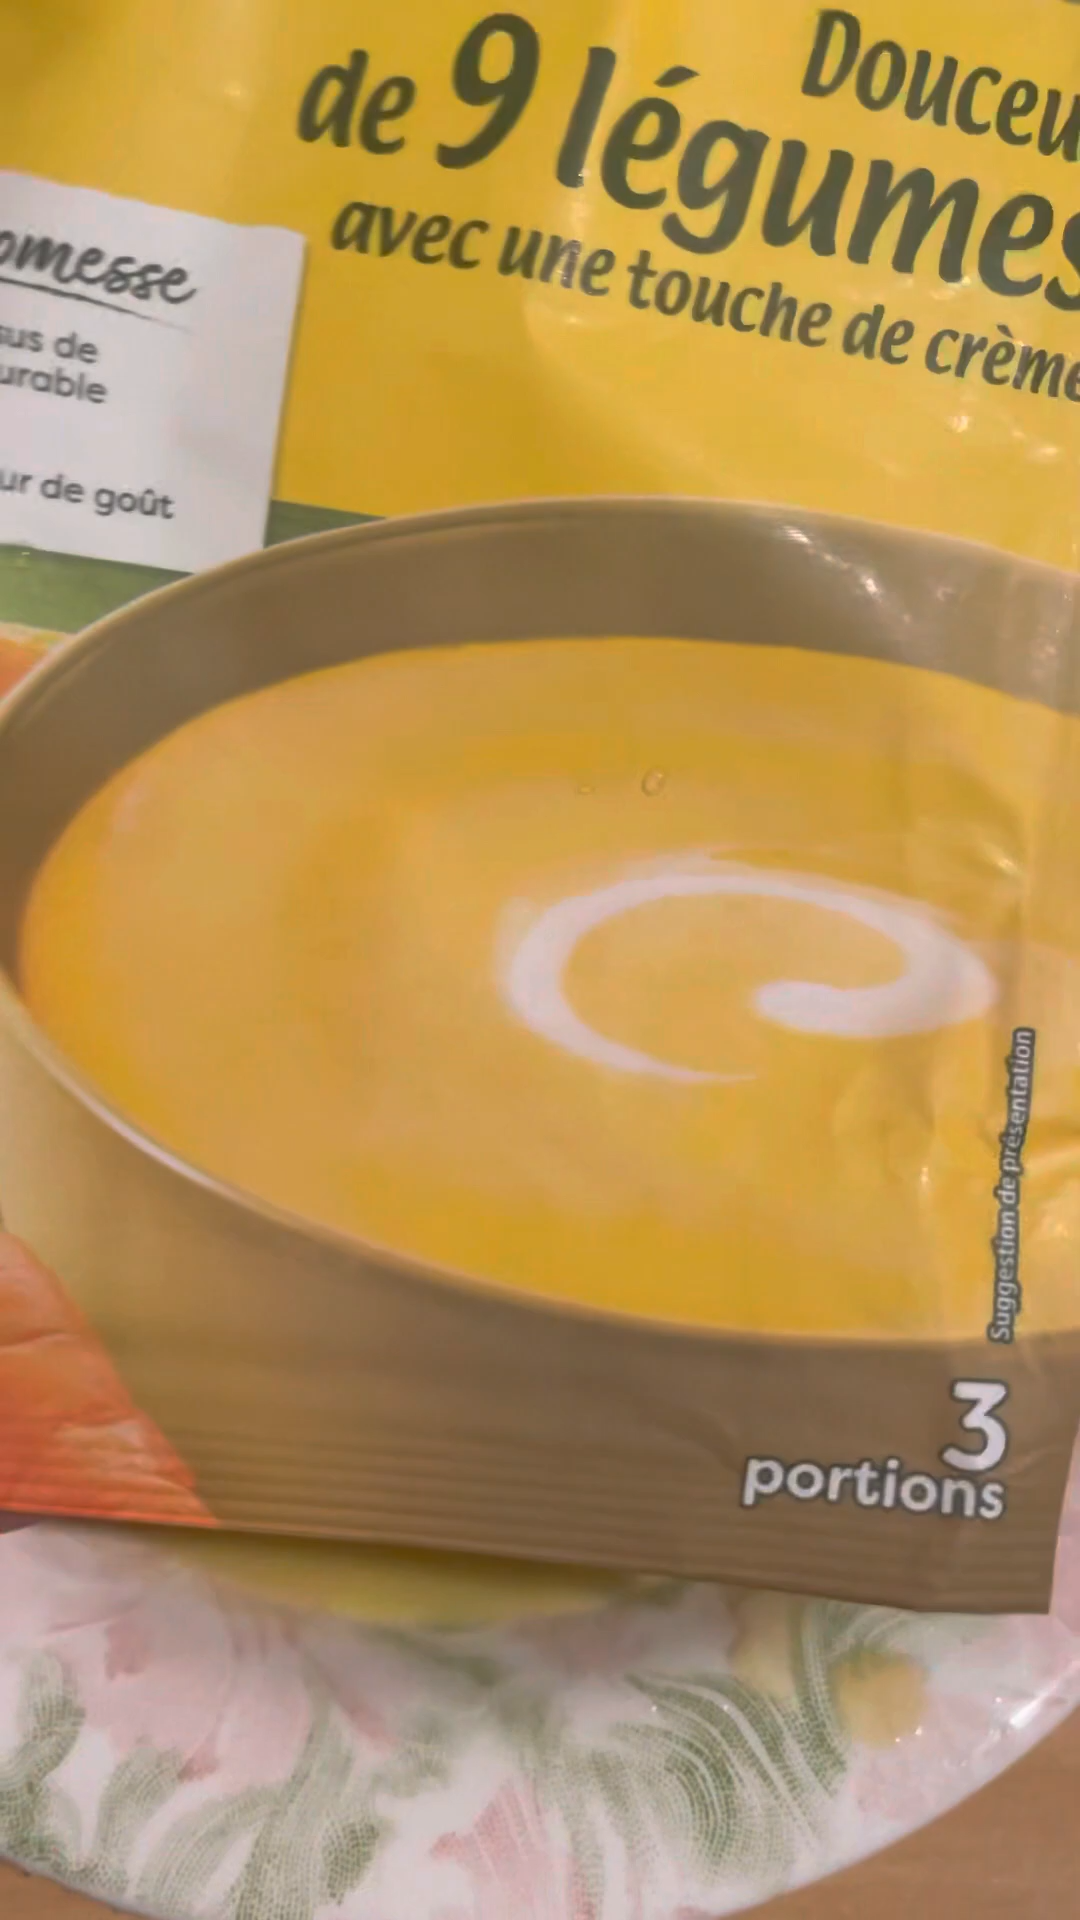 Douceu
de 9 légumes
avec une touche de crème
omesse
sus de
urable
ur de goût
Suggestion de présentation
3
portions